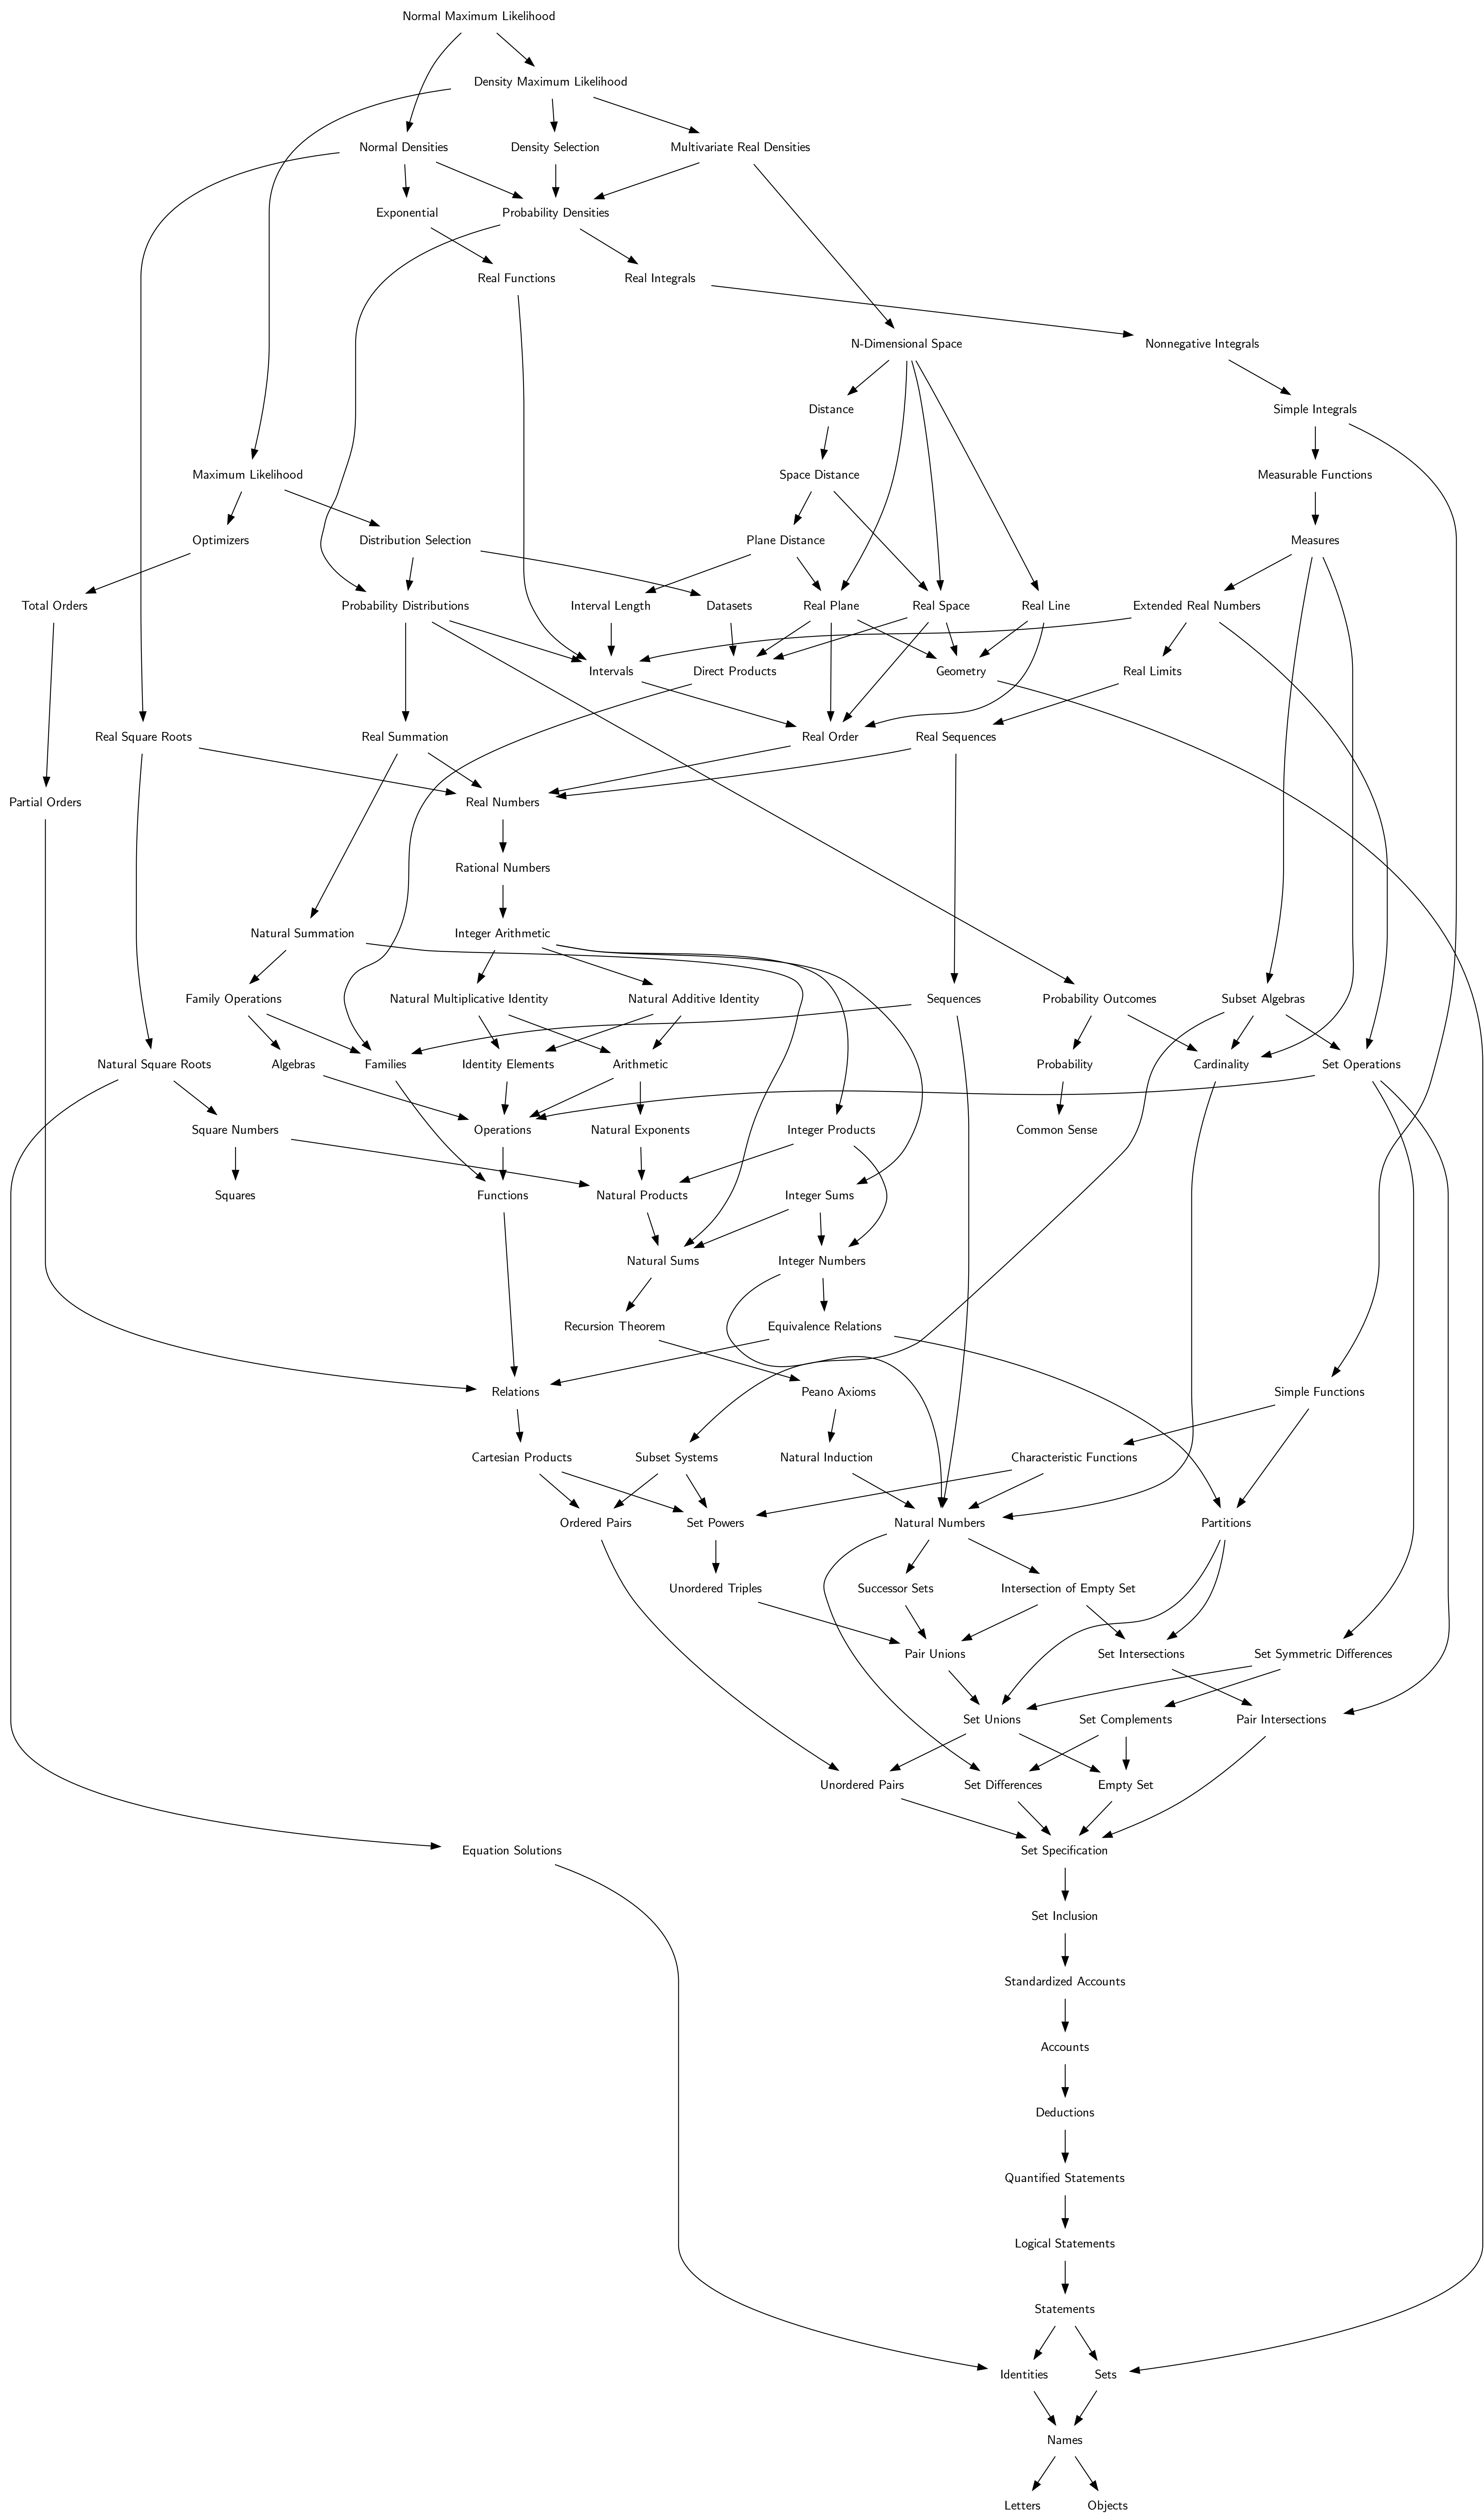 Normal Maximum Likelihood
Density Maximum Likelihood
Normal Densities
Density Selection
Multivariate Real Densities
Exponential
Probability Densities
Real Functions
Real Integrals
N-Dimensional Space
Nonnegative Integrals
Distance
Simple Integrals
Maximum Likelihood
Space Distance
Measurable Functions
Optimizers
Distribution Selection
Plane Distance
Measures
Total Orders
Probability Distributions
Interval Length
Datasets
Real Plane
Real Space
Real Line
Extended Real Numbers
Intervals
Direct Products
Geometry
Real Limits
Real Square Roots
Real Summation
Real Order
Real Sequences
Partial Orders
Real Numbers
Rational Numbers
Natural Summation
Integer Arithmetic
Family Operations
Natural Multiplicative Identity
Natural Additive Identity
Sequences
Probability Outcomes
Subset Algebras
Natural Square Roots
Algebras
Families
Identity Elements
Arithmetic
Probability
Cardinality
Set Operations
Square Numbers
Operations
Natural Exponents
Integer Products
Common Sense
Squares
Functions
Natural Products
Integer Sums
Natural Sums
Integer Numbers
Recursion Theorem
Equivalence Relations
Relations
Peano Axioms
Simple Functions
Cartesian Products
Subset Systems
Natural Induction
Characteristic Functions
Ordered Pairs
Set Powers
Natural Numbers
Partitions
Unordered Triples
Successor Sets
Intersection of Empty Set
Pair Unions
Set Intersections
Set Symmetric Differences
Set Unions
Set Complements
Pair Intersections
Unordered Pairs
Set Differences
Empty Set
Equation Solutions
Set Specification
Set Inclusion
Standardized Accounts
Accounts
Deductions
Quantified Statements
Logical Statements
Statements
Identities
Sets
Names
Letters
Objects